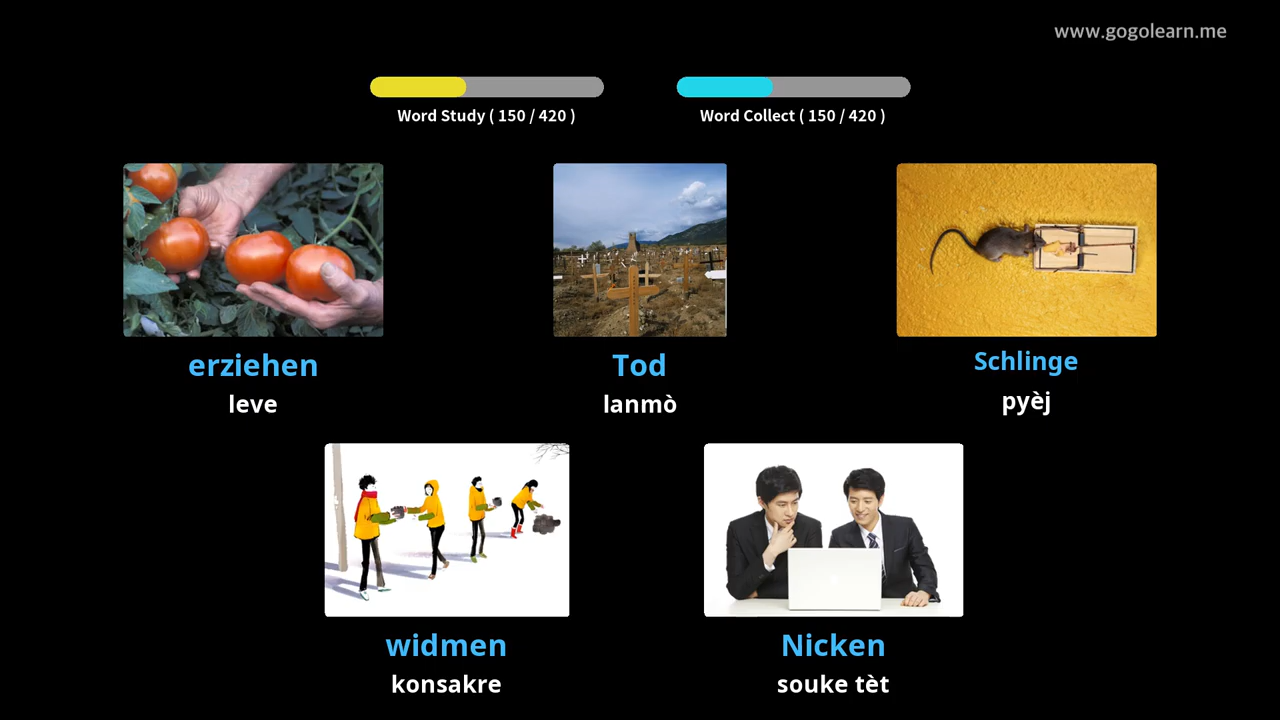 www.gogolearn.me
Word Study ( 150 / 420 )
Word Collect ( 150 / 420 )
erziehen
leve
Tod
lanmò
Schlinge
pyèj
widmen
konsakre
Nicken
souke tèt